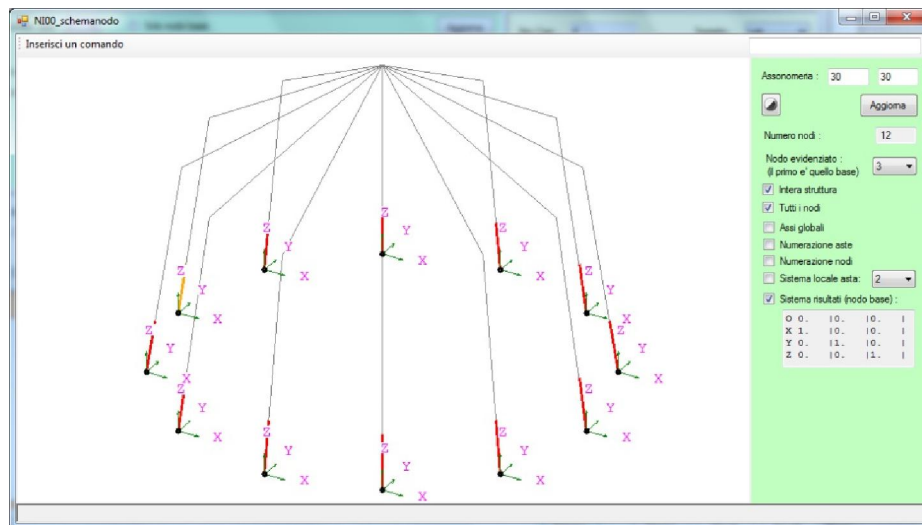 NI00_schemanodo
Inserisci un comando
Assonometria : 30 30
Aggiorna
Numero nodi : 12
Nodo evidenziato :
(il primo e' quello base) 3
Intera struttura
Tutti i nodi
Assi globali
Numerazione aste
Numerazione nodi
Sistema locale asta: 2
Sistema risultati (nodo base) :
O 0. |0. |0. |
X 1. |0. |0. |
Y 0. |1. |0. |
Z 0. |0. |1. |
Z Y X
Z Y X
Z Y X
Z Y X
Z Y X
Z Y X
Z Y X
Z Y X
Z Y X
Z Y X
Z Y X
Z Y X